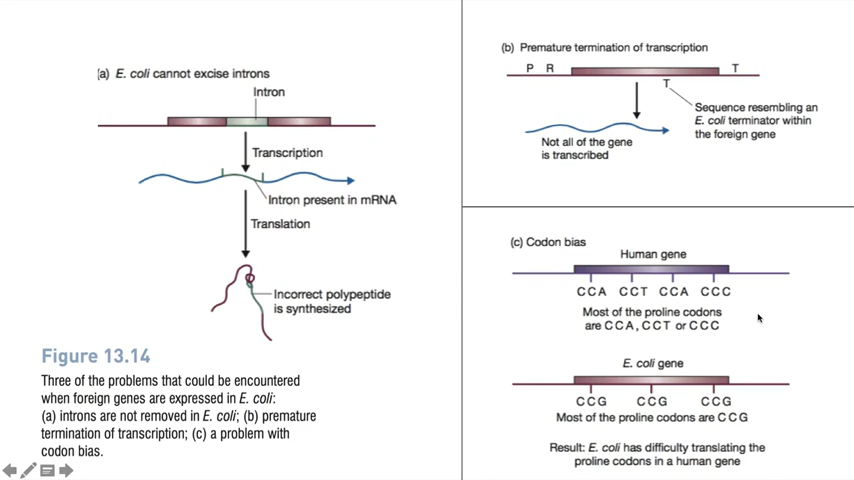 (a) E. coli cannot excise introns
Intron
Transcription
Intron present in mRNA
Translation
Incorrect polypeptide
is synthesized
Figure 13.14
Three of the problems that could be encountered
when foreign genes are expressed in E. coli:
(a) introns are not removed in E. coli; (b) premature
termination of transcription; (c) a problem with
codon bias.
(b) Premature termination of transcription
P R T
T
Sequence resembling an
E. coli terminator within
the foreign gene
Not all of the gene
is transcribed
(c) Codon bias
Human gene
CCA CCT CCA CCC
Most of the proline codons
are CCA, CCT or CCC
E. coli gene
CCG CCG CCG
Most of the proline codons are CCG
Result: E. coli has difficulty translating the
proline codons in a human gene